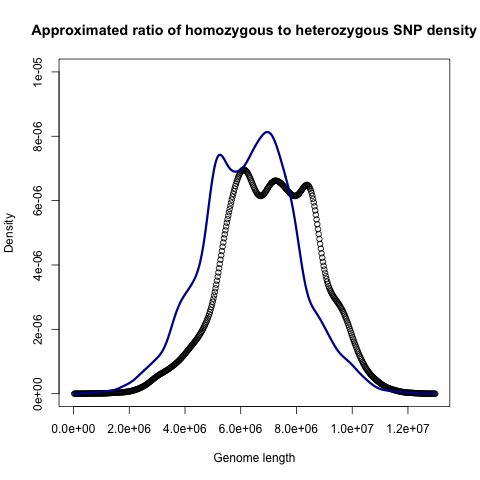 Approximated ratio of homozygous to heterozygous SNP density
1e-05
8e-06
6e-06
4e-06
2e-06
0e+00
Density
0.0e+00 2.0e+06 4.0e+06 6.0e+06 8.0e+06 1.0e+07 1.2e+07
Genome length